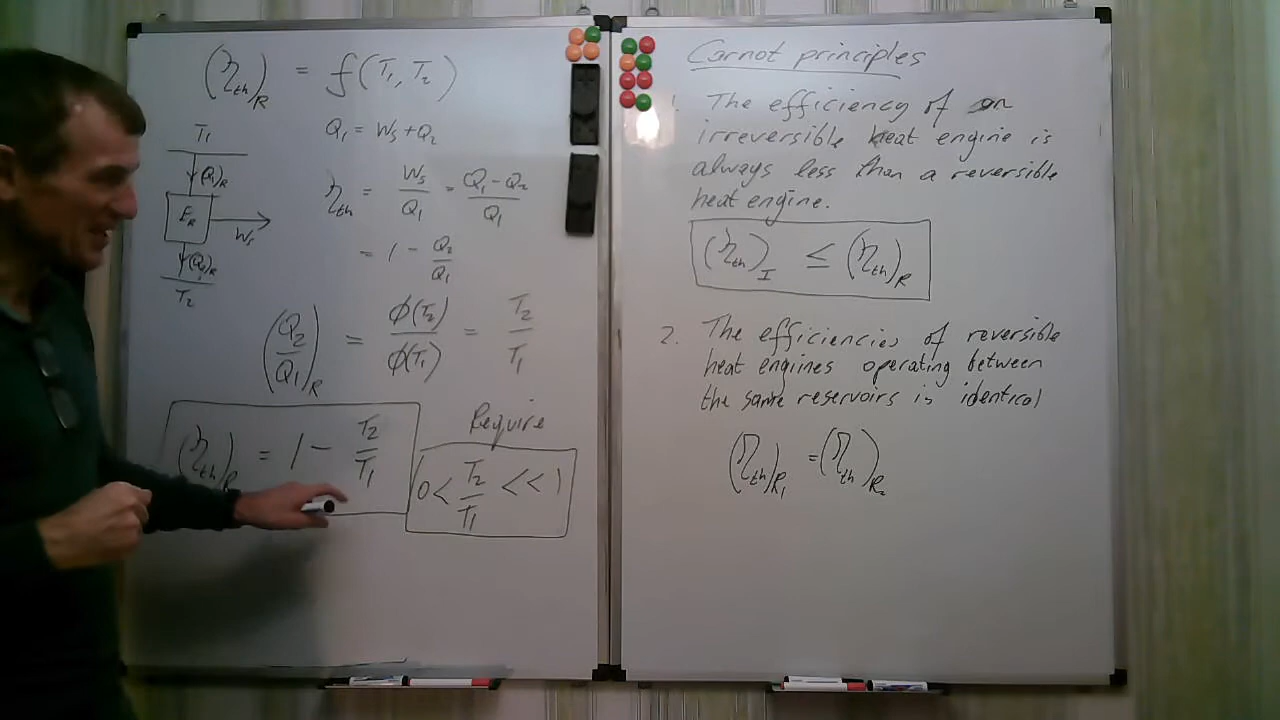 (η_th)_R = f(T₁, T₂)
T₁
(Q₁)_R
E_R
W_s
(Q₂)_R
T₂
Q₁ = W_s + Q₂
η_th = W_s/Q₁ = Q₁-Q₂/Q₁
= 1 - Q₂/Q₁
(Q₂/Q₁)_R = ϕ(T₂)/ϕ(T₁) = T₂/T₁
(η_th)_R = 1 - T₂/T₁
Require
0 < T₂/T₁ << 1
Carnot principles
1. The efficiency of an
irreversible heat engine is
always less than a reversible
heat engine.
(η_th)_I ≤ (η_th)_R
2. The efficiencies of reversible
heat engines operating between
the same reservoirs is identical
(η_th)_R₁ = (η_th)_R₂